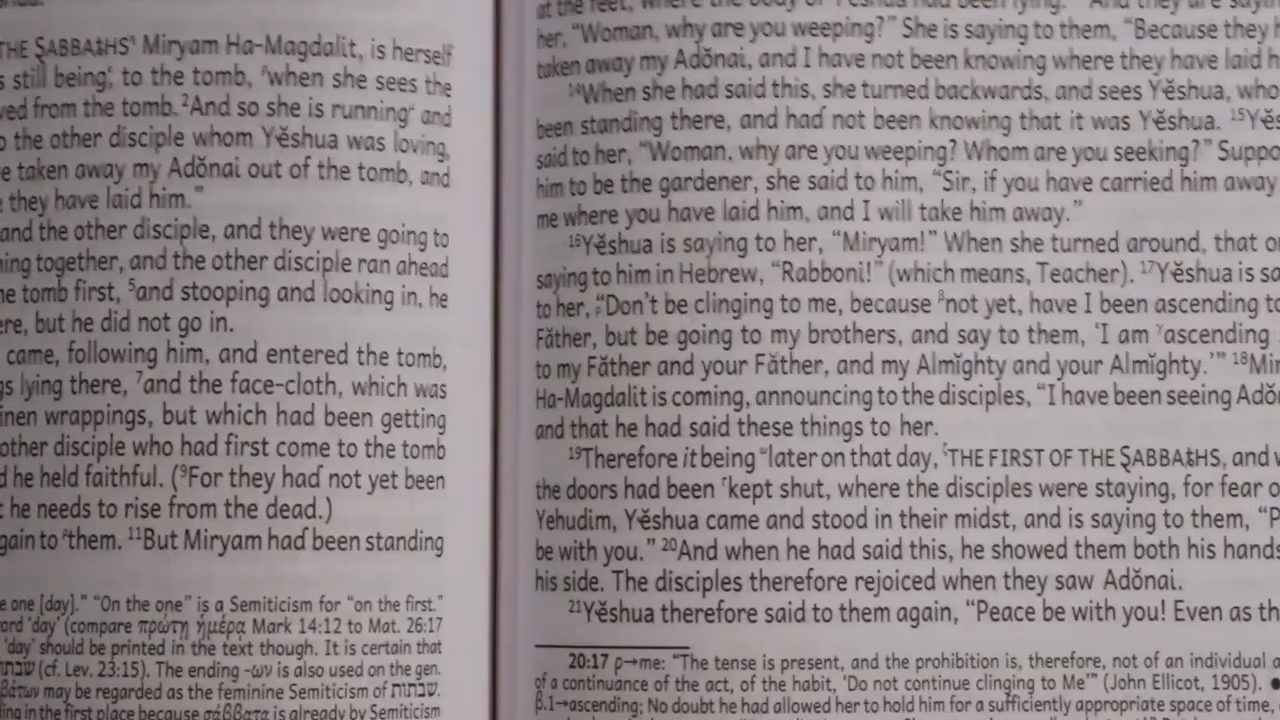 THE ŞABBAŧHS Miryam Ha-Magdalit, is herself
still being, to the tomb, when she sees the
ved from the tomb. ²And so she is running and
the other disciple whom Yĕshua was loving,
taken away my Adŏnai out of the tomb, and
they have laid him.”
and the other disciple, and they were going to
ing together, and the other disciple ran ahead
tomb first, ⁵and stooping and looking in, he
ere, but he did not go in.
came, following him, and entered the tomb,
gs lying there, ⁷and the face-cloth, which was
inen wrappings, but which had been getting
other disciple who had first come to the tomb
he held faithful. (⁹For they had not yet been
he needs to rise from the dead.)
gain to them. ¹¹But Miryam had been standing
e one [day].” “On the one” is a Semiticism for “on the first.”
ord ‘day’ (compare πρώτη ἡμέρᾳ Mark 14:12 to Mat. 26:17
‘day’ should be printed in the text though. It is certain that
(cf. Lev. 23:15). The ending -ων is also used on the gen.
βάτων may be regarded as the feminine Semiticism of שבתות.
ing in the first place because σάββατα is already by Semiticism
at the feet, where the body of Yĕshua had been lying. And they are saying
her, “Woman, why are you weeping?” She is saying to them, “Because they
taken away my Adŏnai, and I have not been knowing where they have laid h
¹⁴When she had said this, she turned backwards, and sees Yĕshua, who
been standing there, and had not been knowing that it was Yĕshua. ¹⁵Yĕs
said to her, “Woman, why are you weeping? Whom are you seeking?” Suppo
him to be the gardener, she said to him, “Sir, if you have carried him away
me where you have laid him, and I will take him away.”
¹⁶Yĕshua is saying to her, “Miryam!” When she turned around, that o
saying to him in Hebrew, “Rabboni!” (which means, Teacher). ¹⁷Yĕshua is sa
to her, “Don’t be clinging to me, because ᵝnot yet, have I been ascending to
Făther, but be going to my brothers, and say to them, ‘I am ᵞascending
to my Făther and your Făther, and my Almĭghty and your Almĭghty.’” ¹⁸Mir
Ha-Magdalit is coming, announcing to the disciples, “I have been seeing Adŏ
and that he had said these things to her.
¹⁹Therefore it being later on that day, THE FIRST OF THE ŞABBAŧHS, and
the doors had been kept shut, where the disciples were staying, for fear o
Yehudim, Yĕshua came and stood in their midst, and is saying to them, “P
be with you.” ²⁰And when he had said this, he showed them both his hands
his side. The disciples therefore rejoiced when they saw Adŏnai.
²¹Yĕshua therefore said to them again, “Peace be with you! Even as th
20:17 ρ→me: “The tense is present, and the prohibition is, therefore, not of an individual
of a continuance of the act, of the habit, ‘Do not continue clinging to Me’” (John Ellicot, 1905). ●
β.1→ascending; No doubt he had allowed her to hold him for a sufficiently appropriate space of time,